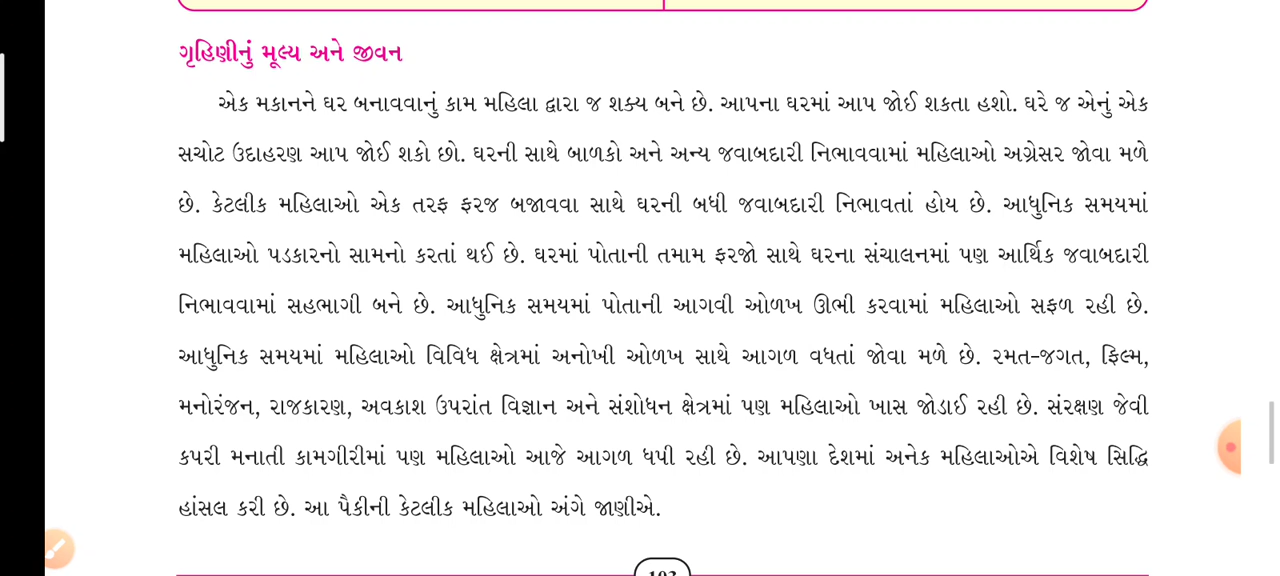 ગૃહિણીનું મૂલ્ય અને જીવન
એક મકાનને ઘર બનાવવાનું કામ મહિલા દ્વારા જ શક્ય બને છે. આપના ઘરમાં આપ જોઈ શકતા હશો. ઘરે જ એનું એક
સચોટ ઉદાહરણ આપ જોઈ શકો છો. ઘરની સાથે બાળકો અને અન્ય જવાબદારી નિભાવવામાં મહિલાઓ અગ્રેસર જોવા મળે
છે. કેટલીક મહિલાઓ એક તરફ ફરજ બજાવવા સાથે ઘરની બધી જવાબદારી નિભાવતાં હોય છે. આધુનિક સમયમાં
મહિલાઓ પડકારનો સામનો કરતાં થઈ છે. ઘરમાં પોતાની તમામ ફરજો સાથે ઘરના સંચાલનમાં પણ આર્થિક જવાબદારી
નિભાવવામાં સહભાગી બને છે. આધુનિક સમયમાં પોતાની આગવી ઓળખ ઊભી કરવામાં મહિલાઓ સફળ રહી છે.
આધુનિક સમયમાં મહિલાઓ વિવિધ ક્ષેત્રમાં અનોખી ઓળખ સાથે આગળ વધતાં જોવા મળે છે. રમત-જગત, ફિલ્મ,
મનોરંજન, રાજકારણ, અવકાશ ઉપરાંત વિજ્ઞાન અને સંશોધન ક્ષેત્રમાં પણ મહિલાઓ ખાસ જોડાઈ રહી છે. સંરક્ષણ જેવી
કપરી મનાતી કામગીરીમાં પણ મહિલાઓ આજે આગળ ધપી રહી છે. આપણા દેશમાં અનેક મહિલાઓએ વિશેષ સિદ્ધિ
હાંસલ કરી છે. આ પૈકીની કેટલીક મહિલાઓ અંગે જાણીએ.